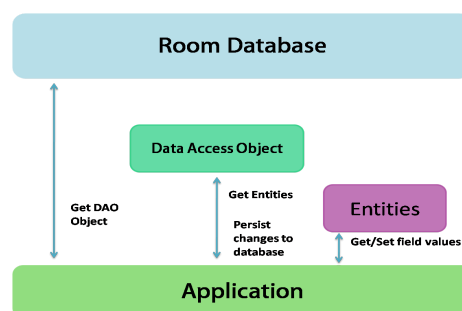 Room Database
Data Access Object
Get DAO
Object
Get Entities
Persist
changes to
database
Entities
Get/Set field values
Application